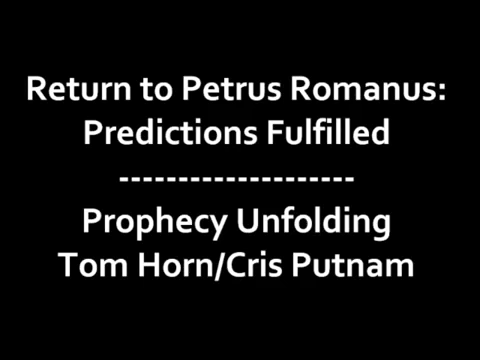 Return to Petrus Romanus:
Predictions Fulfilled
--------------------
Prophecy Unfolding
Tom Horn/Cris Putnam